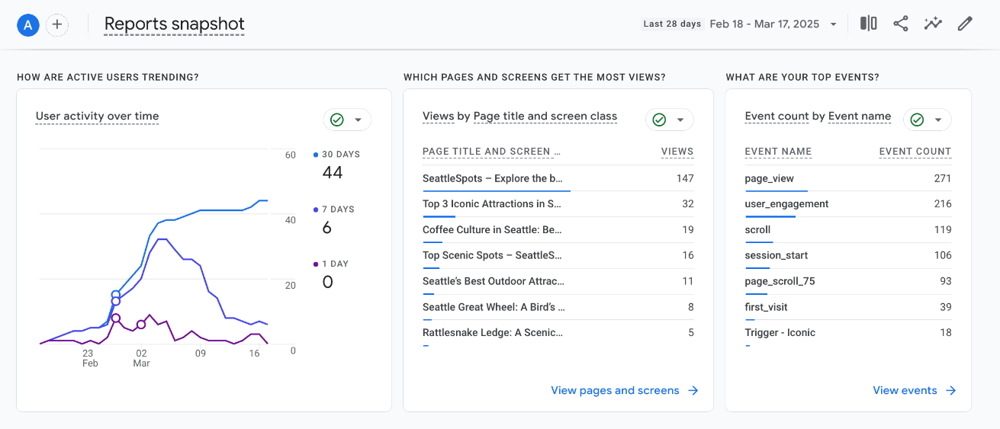 A
+
Reports snapshot
Last 28 days Feb 18 - Mar 17, 2025
HOW ARE ACTIVE USERS TRENDING?
User activity over time
60
40
20
0
23 Feb
02 Mar
09
16
30 DAYS
44
7 DAYS
6
1 DAY
0
WHICH PAGES AND SCREENS GET THE MOST VIEWS?
Views by Page title and screen class
PAGE TITLE AND SCREEN … VIEWS
SeattleSpots – Explore the b… 147
Top 3 Iconic Attractions in S… 32
Coffee Culture in Seattle: Be… 19
Top Scenic Spots – SeattleS… 16
Seattle’s Best Outdoor Attrac… 11
Seattle Great Wheel: A Bird’s … 8
Rattlesnake Ledge: A Scenic… 5
View pages and screens
WHAT ARE YOUR TOP EVENTS?
Event count by Event name
EVENT NAME EVENT COUNT
page_view 271
user_engagement 216
scroll 119
session_start 106
page_scroll_75 93
first_visit 39
Trigger - Iconic 18
View events